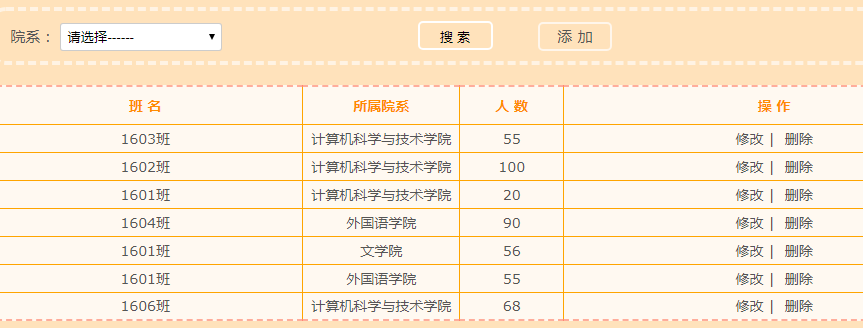 院系： 请选择------ 搜 索 添 加
班 名 所属院系 人 数 操 作
1603班 计算机科学与技术学院 55 修改 | 删除
1602班 计算机科学与技术学院 100 修改 | 删除
1601班 计算机科学与技术学院 20 修改 | 删除
1604班 外国语学院 90 修改 | 删除
1601班 文学院 56 修改 | 删除
1601班 外国语学院 55 修改 | 删除
1606班 计算机科学与技术学院 68 修改 | 删除